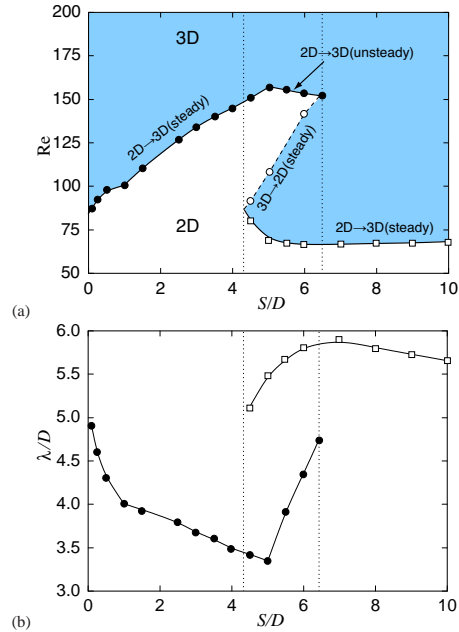 (a)
200
150
100
75
50
Re
3D
2D
2D→3D(unsteady)
2D→3D(steady)
3D→2D(steady)
2D→3D(steady)
0 2 4 6 8 10
S/D
(b)
6.0
5.5
5.0
4.5
4.0
3.5
3.0
λ/D
0 2 4 6 8 10
S/D